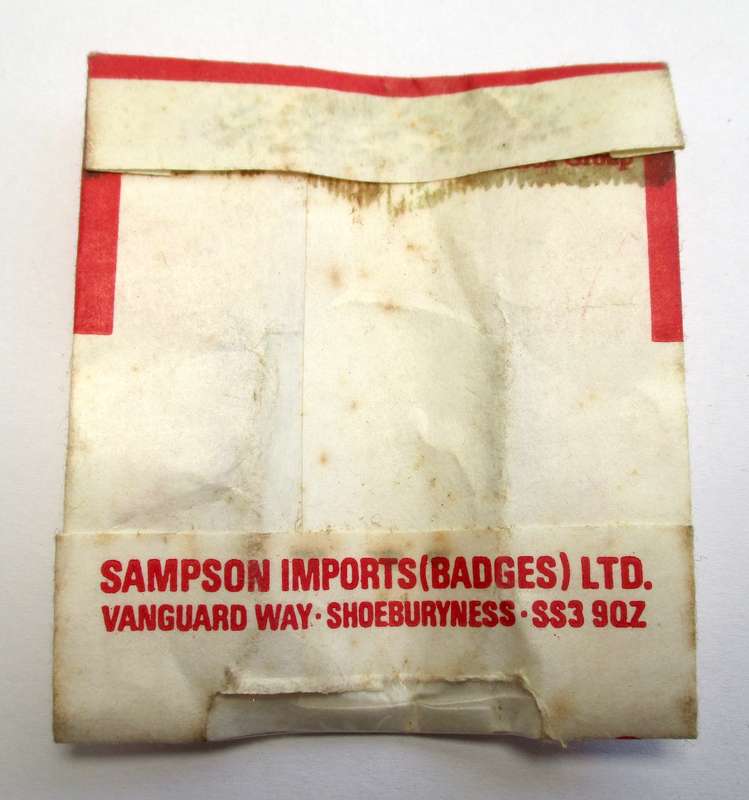 SAMPSON IMPORTS (BADGES) LTD.
VANGUARD WAY · SHOEBURYNESS · SS3 9QZ